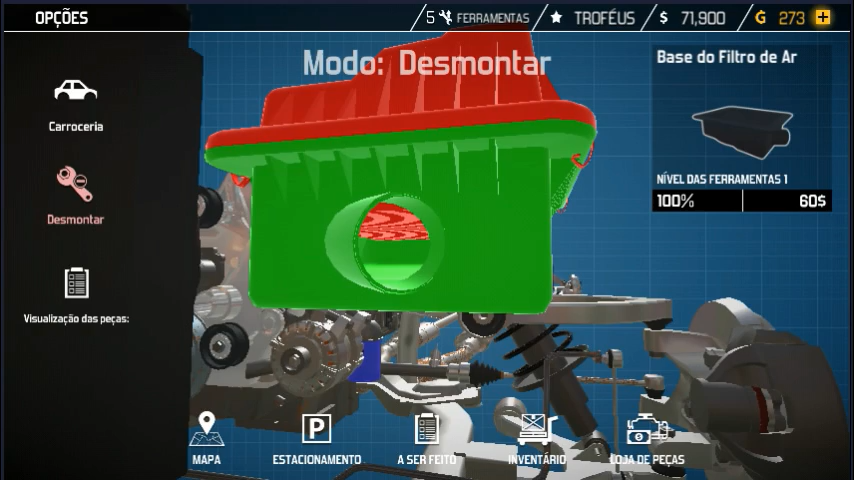 OPÇÕES
5 FERRAMENTAS
TROFÉUS
$ 71,900
G 273
Modo: Desmontar
Base do Filtro de Ar
Carroceria
NÍVEL DAS FERRAMENTAS 1
100% 60$
Desmontar
Visualização das peças:
P
MAPA
ESTACIONAMENTO
A SER FEITO
INVENTÁRIO
LOJA DE PEÇAS